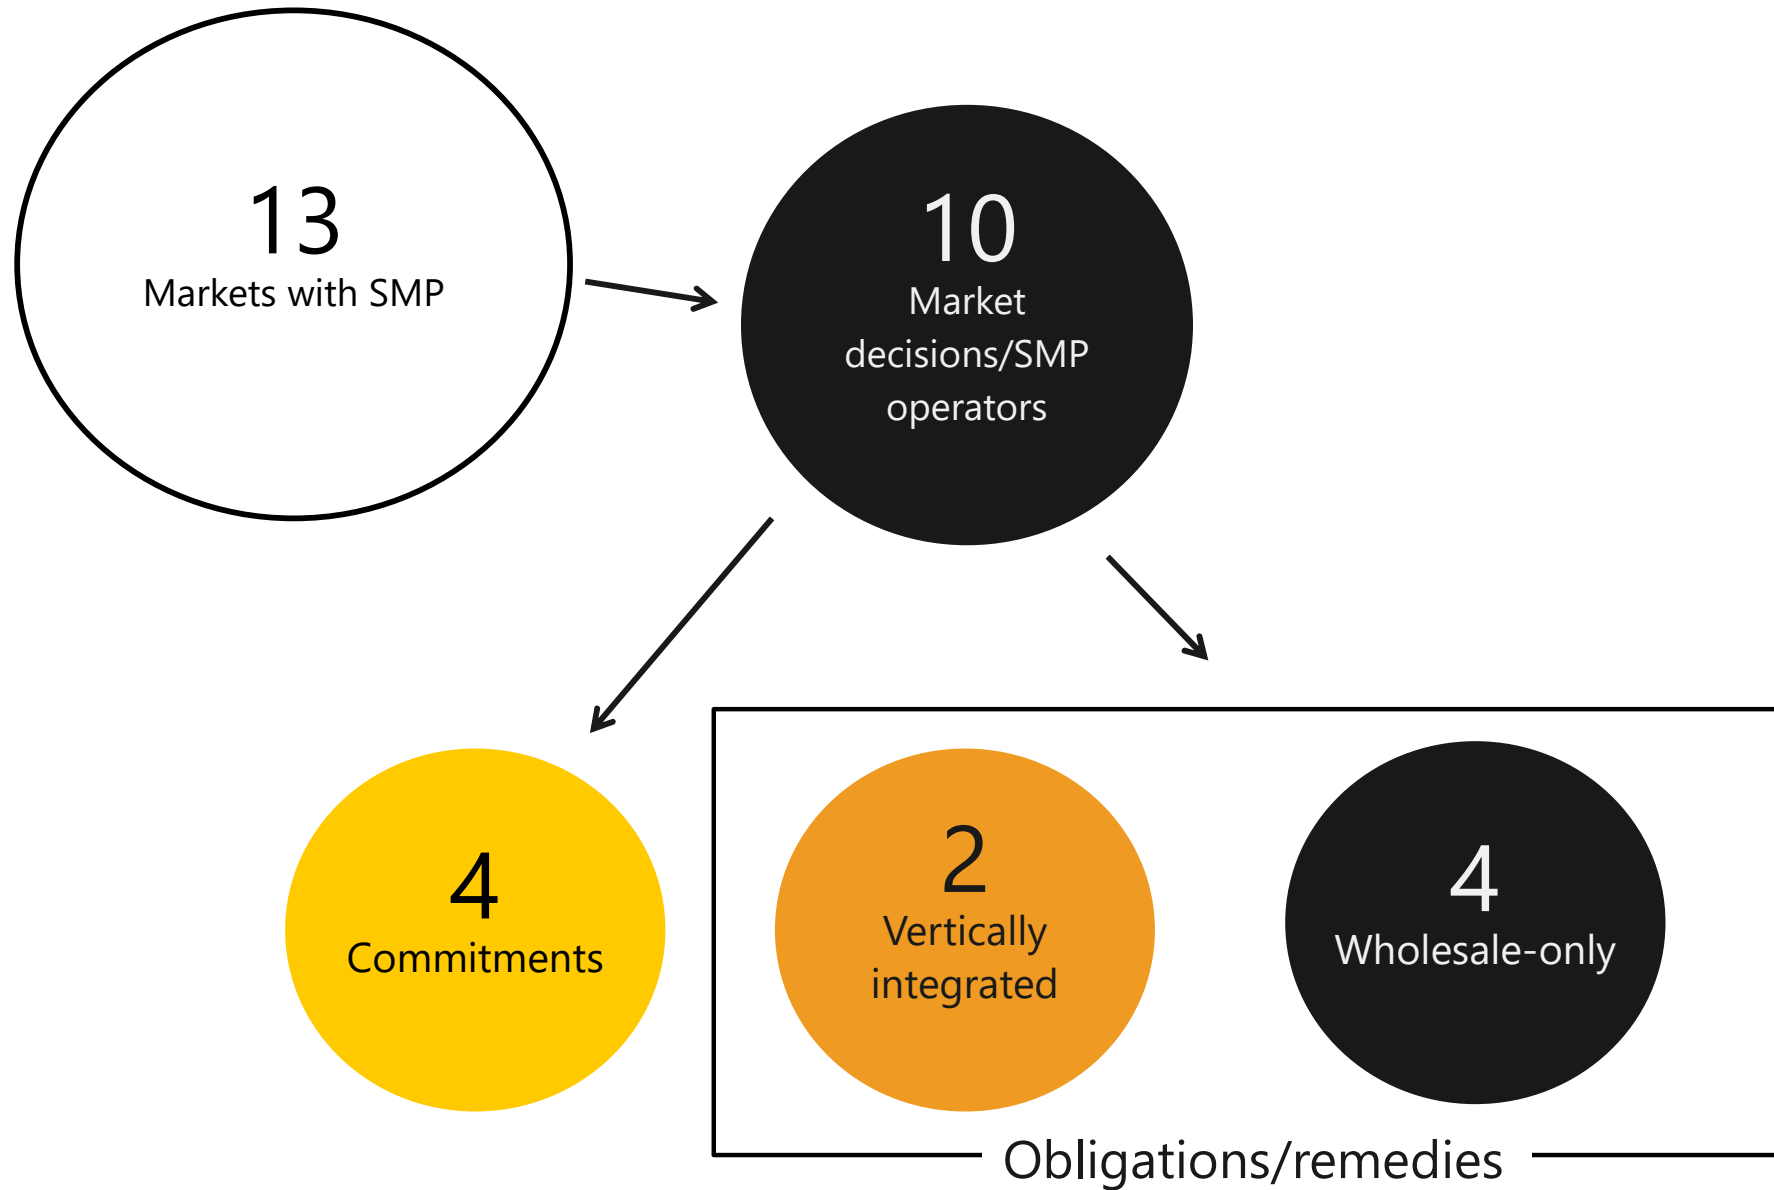 13
Markets with SMP
10
Market
decisions/SMP
operators
4
Commitments
2
Vertically
integrated
4
Wholesale-only
Obligations/remedies